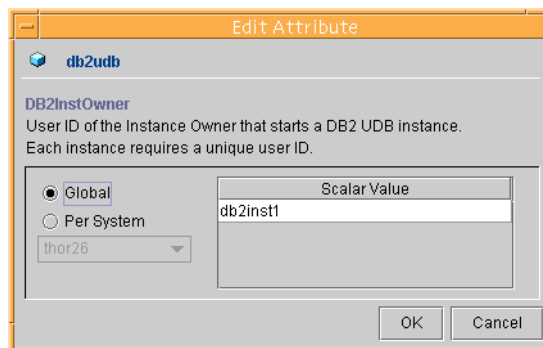 Edit Attribute
db2udb
DB2InstOwner
User ID of the Instance Owner that starts a DB2 UDB instance.
Each instance requires a unique user ID.
Global
Per System
thor26
Scalar Value
db2inst1
OK
Cancel